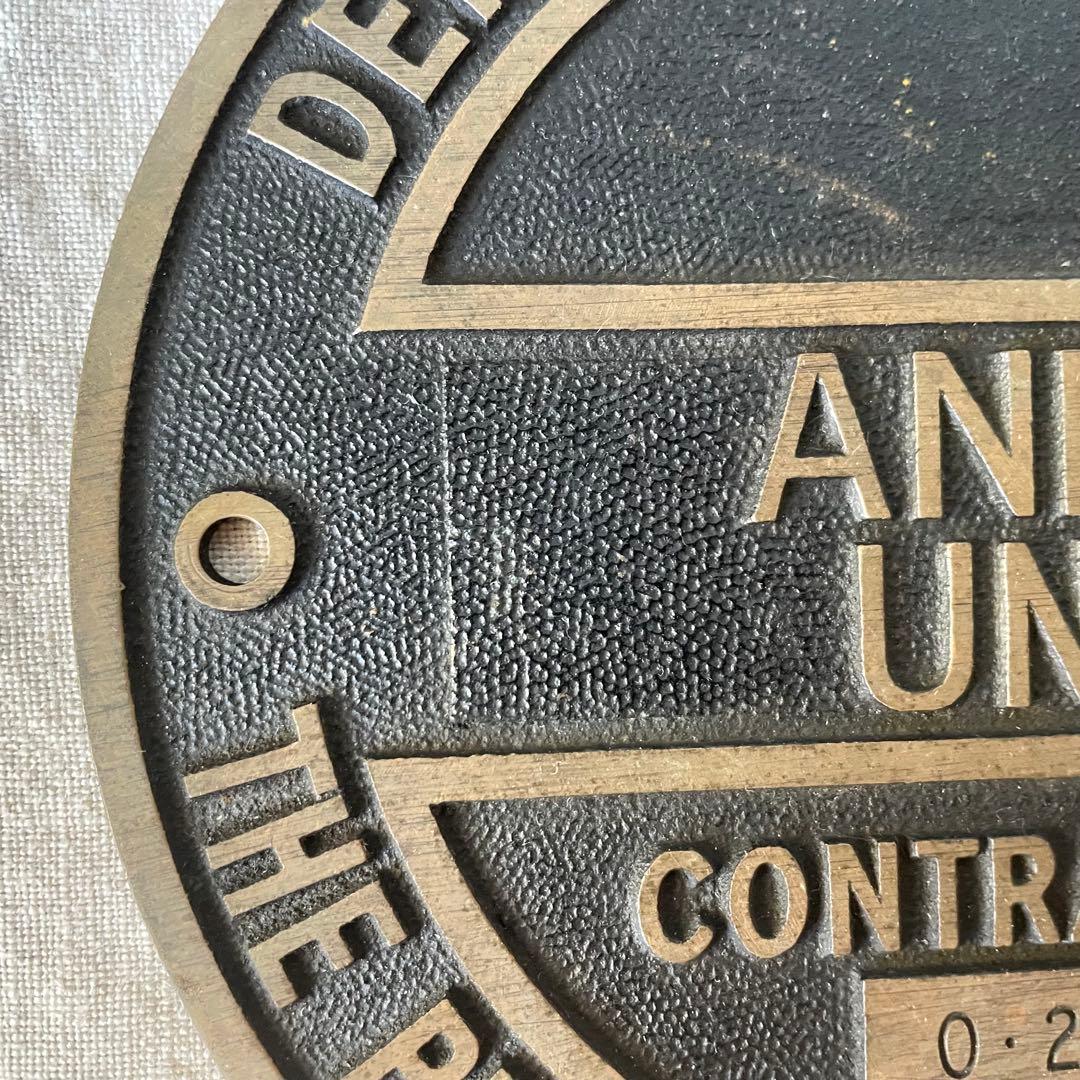 DE
AN
UN
CONTRA
0·2
THE